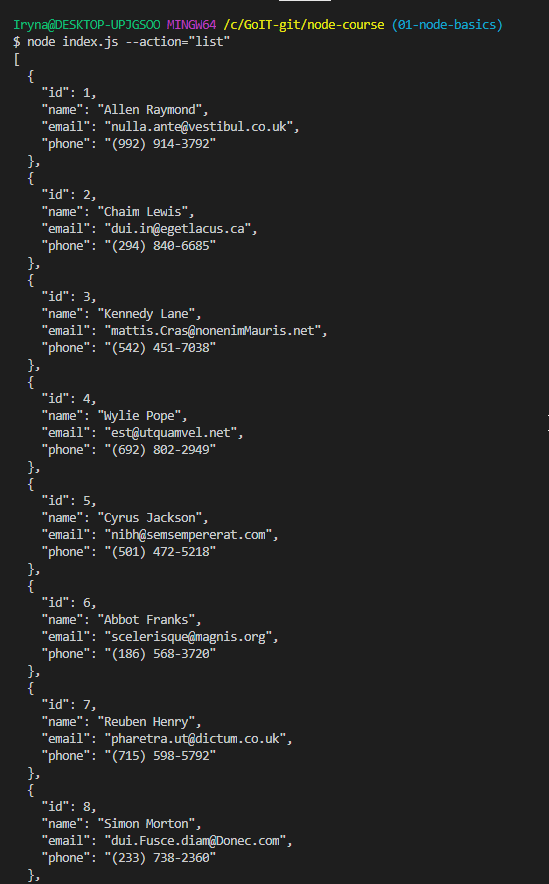 Iryna@DESKTOP-UPJGSOO MINGW64 /c/GoIT-git/node-course (01-node-basics)
$ node index.js --action="list"
[
  {
    "id": 1,
    "name": "Allen Raymond",
    "email": "nulla.ante@vestibul.co.uk",
    "phone": "(992) 914-3792"
  },
  {
    "id": 2,
    "name": "Chaim Lewis",
    "email": "dui.in@egetlacus.ca",
    "phone": "(294) 840-6685"
  },
  {
    "id": 3,
    "name": "Kennedy Lane",
    "email": "mattis.Cras@nonenimMauris.net",
    "phone": "(542) 451-7038"
  },
  {
    "id": 4,
    "name": "Wylie Pope",
    "email": "est@utquamvel.net",
    "phone": "(692) 802-2949"
  },
  {
    "id": 5,
    "name": "Cyrus Jackson",
    "email": "nibh@semsempererat.com",
    "phone": "(501) 472-5218"
  },
  {
    "id": 6,
    "name": "Abbot Franks",
    "email": "scelerisque@magnis.org",
    "phone": "(186) 568-3720"
  },
  {
    "id": 7,
    "name": "Reuben Henry",
    "email": "pharetra.ut@dictum.co.uk",
    "phone": "(715) 598-5792"
  },
  {
    "id": 8,
    "name": "Simon Morton",
    "email": "dui.Fusce.diam@Donec.com",
    "phone": "(233) 738-2360"
  },